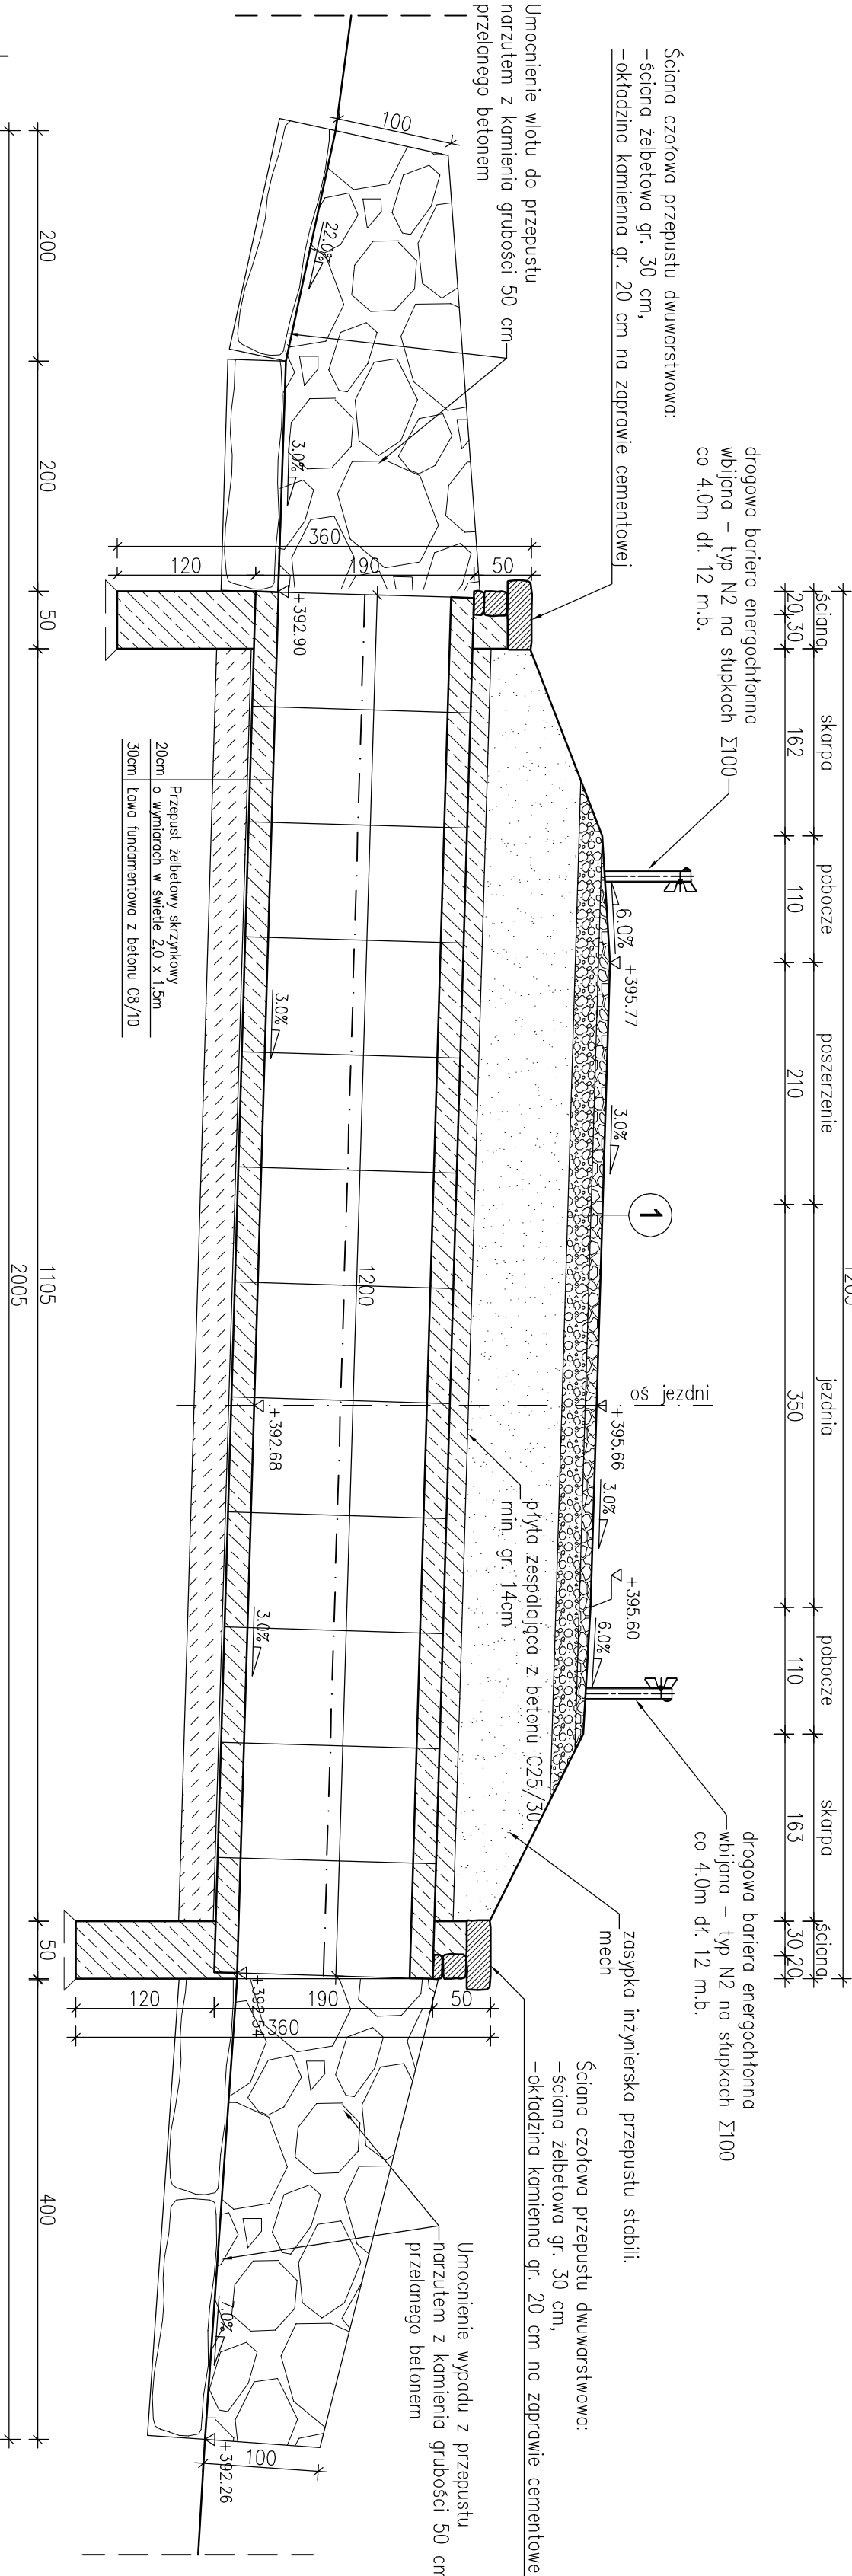 1205
ściana
skarpa
pobocze
poszerzenie
jezdnia
pobocze
skarpa
ściana
20
30
162
110
210
350
110
163
30
20
drogowa bariera energochłonna
wbijana - typ N2 na słupkach Σ100
co 4.0m dł. 12 m.b.
drogowa bariera energochłonna
wbijana - typ N2 na słupkach Σ100
co 4.0m dł. 12 m.b.
Ściana czołowa przepustu dwuwarstwowa:
-ściana żelbetowa gr. 30 cm,
-okładzina kamienna gr. 20 cm na zaprawie cementowej
Umocnienie wlotu do przepustu
narzutem z kamienia grubości 50 cm
przelanego betonem
6.0%
+395.77
3.0%
1
oś jezdni
+395.66
3.0%
+395.60
6.0%
zasypka inżynierska przepustu stabili.
mech
Ściana czołowa przepustu dwuwarstwowa:
-ściana żelbetowa gr. 30 cm,
-okładzina kamienna gr. 20 cm na zaprawie cementowe
płyta zespalająca z betonu C25/30
min. gr. 14cm
Umocnienie wypadu z przepustu
narzutem z kamienia grubości 50 cm
przelanego betonem
100
22.0%
3.0%
360
120
190
50
+392.90
1200
3.0%
+392.68
3.0%
+392.54
120
190
50
360
7.0%
+392.26
100
Przepust żelbetowy skrzynkowy
20cm o wymiarach w świetle 2,0 x 1,5m
30cm Ława fundamentowa z betonu C8/10
200
200
50
1105
50
400
2005